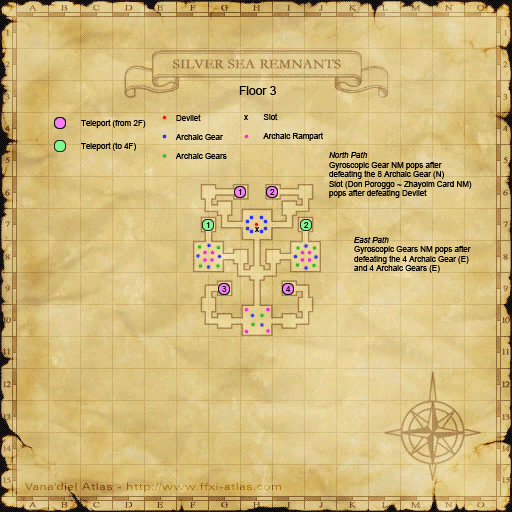 A B C D E F G H I J K L M N O
SILVER SEA REMNANTS
Floor 3
Teleport (from 2F)
Teleport (to 4F)
Devilet
Archaic Gear
Archaic Gears
x Slot
Archaic Rampart
North Path
Gyroscopic Gear NM pops after
defeating the 8 Archaic Gear (N)
Slot (Don Poroggo ~ Zhayolm Card NM)
pops after defeating Devilet
East Path
Gyroscopic Gears NM pops after
defeating the 4 Archaic Gear (E)
and 4 Archaic Gears (E)
1 2
x
1 2
3 4
Vana'diel Atlas - http://www.ffxi-atlas.com
A B C D E F G H I J K L M N O